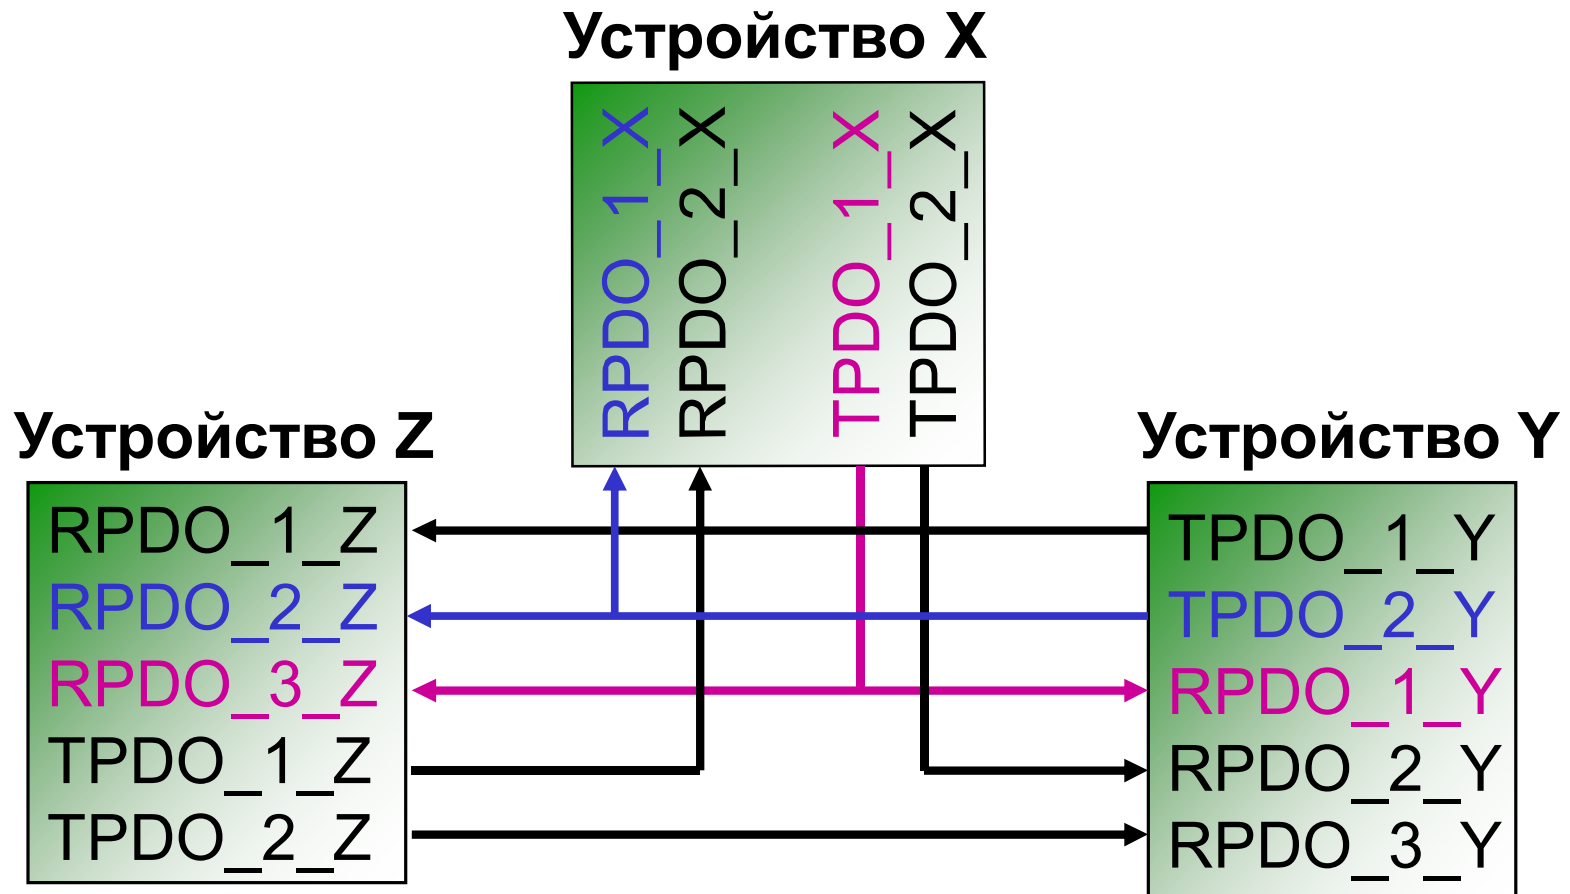 Устройство X
RPDO_1_X
RPDO_2_X
TPDO_1_X
TPDO_2_X
Устройство Z
RPDO_1_Z
RPDO_2_Z
RPDO_3_Z
TPDO_1_Z
TPDO_2_Z
Устройство Y
TPDO_1_Y
TPDO_2_Y
RPDO_1_Y
RPDO_2_Y
RPDO_3_Y